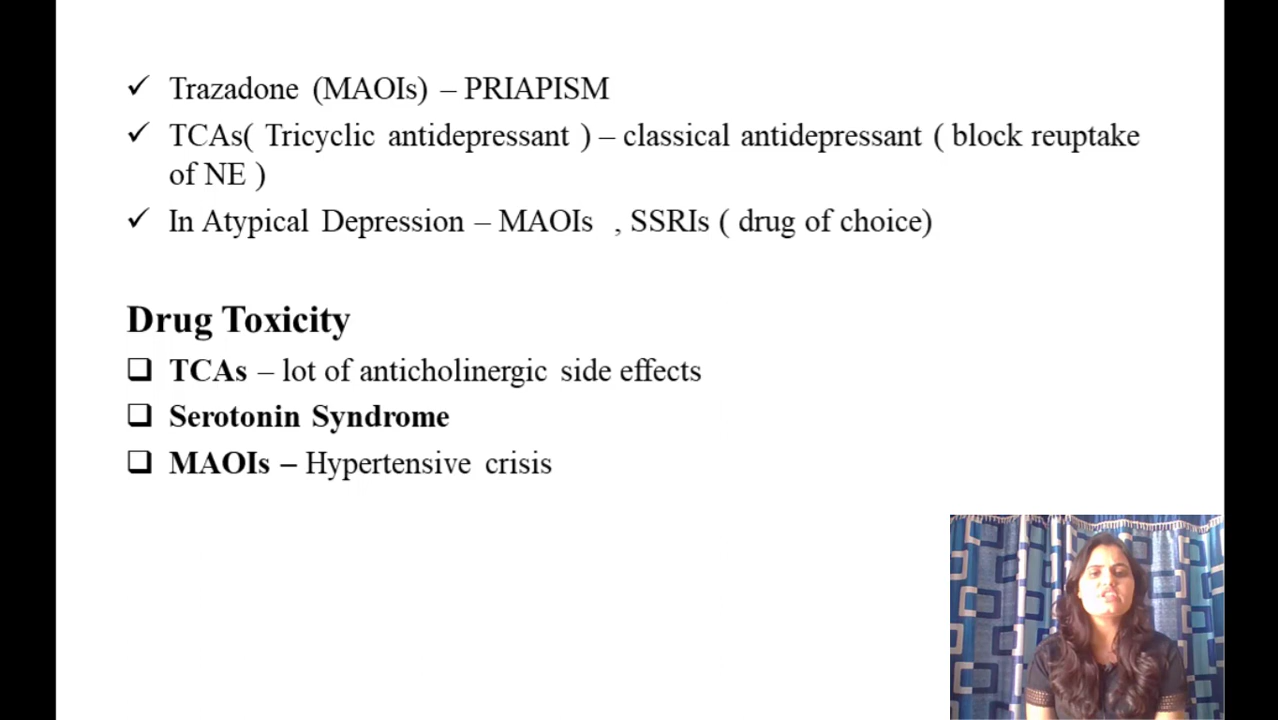 ✓ Trazadone (MAOIs) – PRIAPISM
✓ TCAs( Tricyclic antidepressant ) – classical antidepressant ( block reuptake
of NE )
✓ In Atypical Depression – MAOIs , SSRIs ( drug of choice)
Drug Toxicity
❑ TCAs – lot of anticholinergic side effects
❑ Serotonin Syndrome
❑ MAOIs – Hypertensive crisis